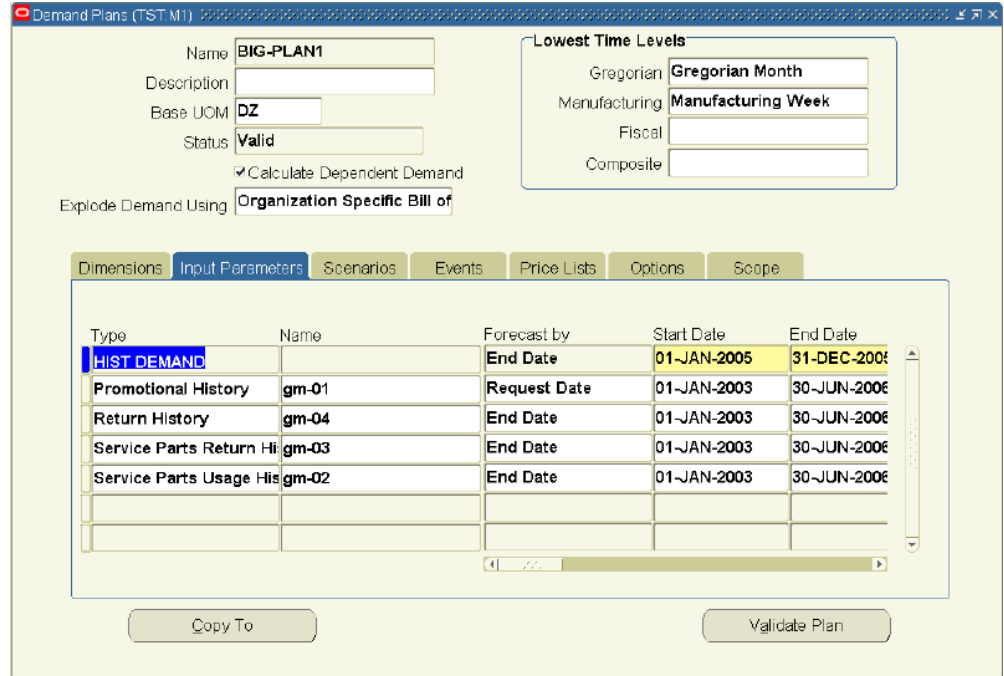 Demand Plans (TST:M1)
Name BIG-PLAN1
Description
Base UOM DZ
Status Valid
Calculate Dependent Demand
Explode Demand Using Organization Specific Bill of
Lowest Time Levels
Gregorian Gregorian Month
Manufacturing Manufacturing Week
Fiscal
Composite
Dimensions Input Parameters Scenarios Events Price Lists Options Scope
Type Name Forecast by Start Date End Date
HIST DEMAND End Date 01-JAN-2005 31-DEC-2005
Promotional History gm-01 Request Date 01-JAN-2003 30-JUN-2006
Return History gm-04 End Date 01-JAN-2003 30-JUN-2006
Service Parts Return Hi gm-03 End Date 01-JAN-2003 30-JUN-2006
Service Parts Usage His gm-02 End Date 01-JAN-2003 30-JUN-2006
Copy To Validate Plan